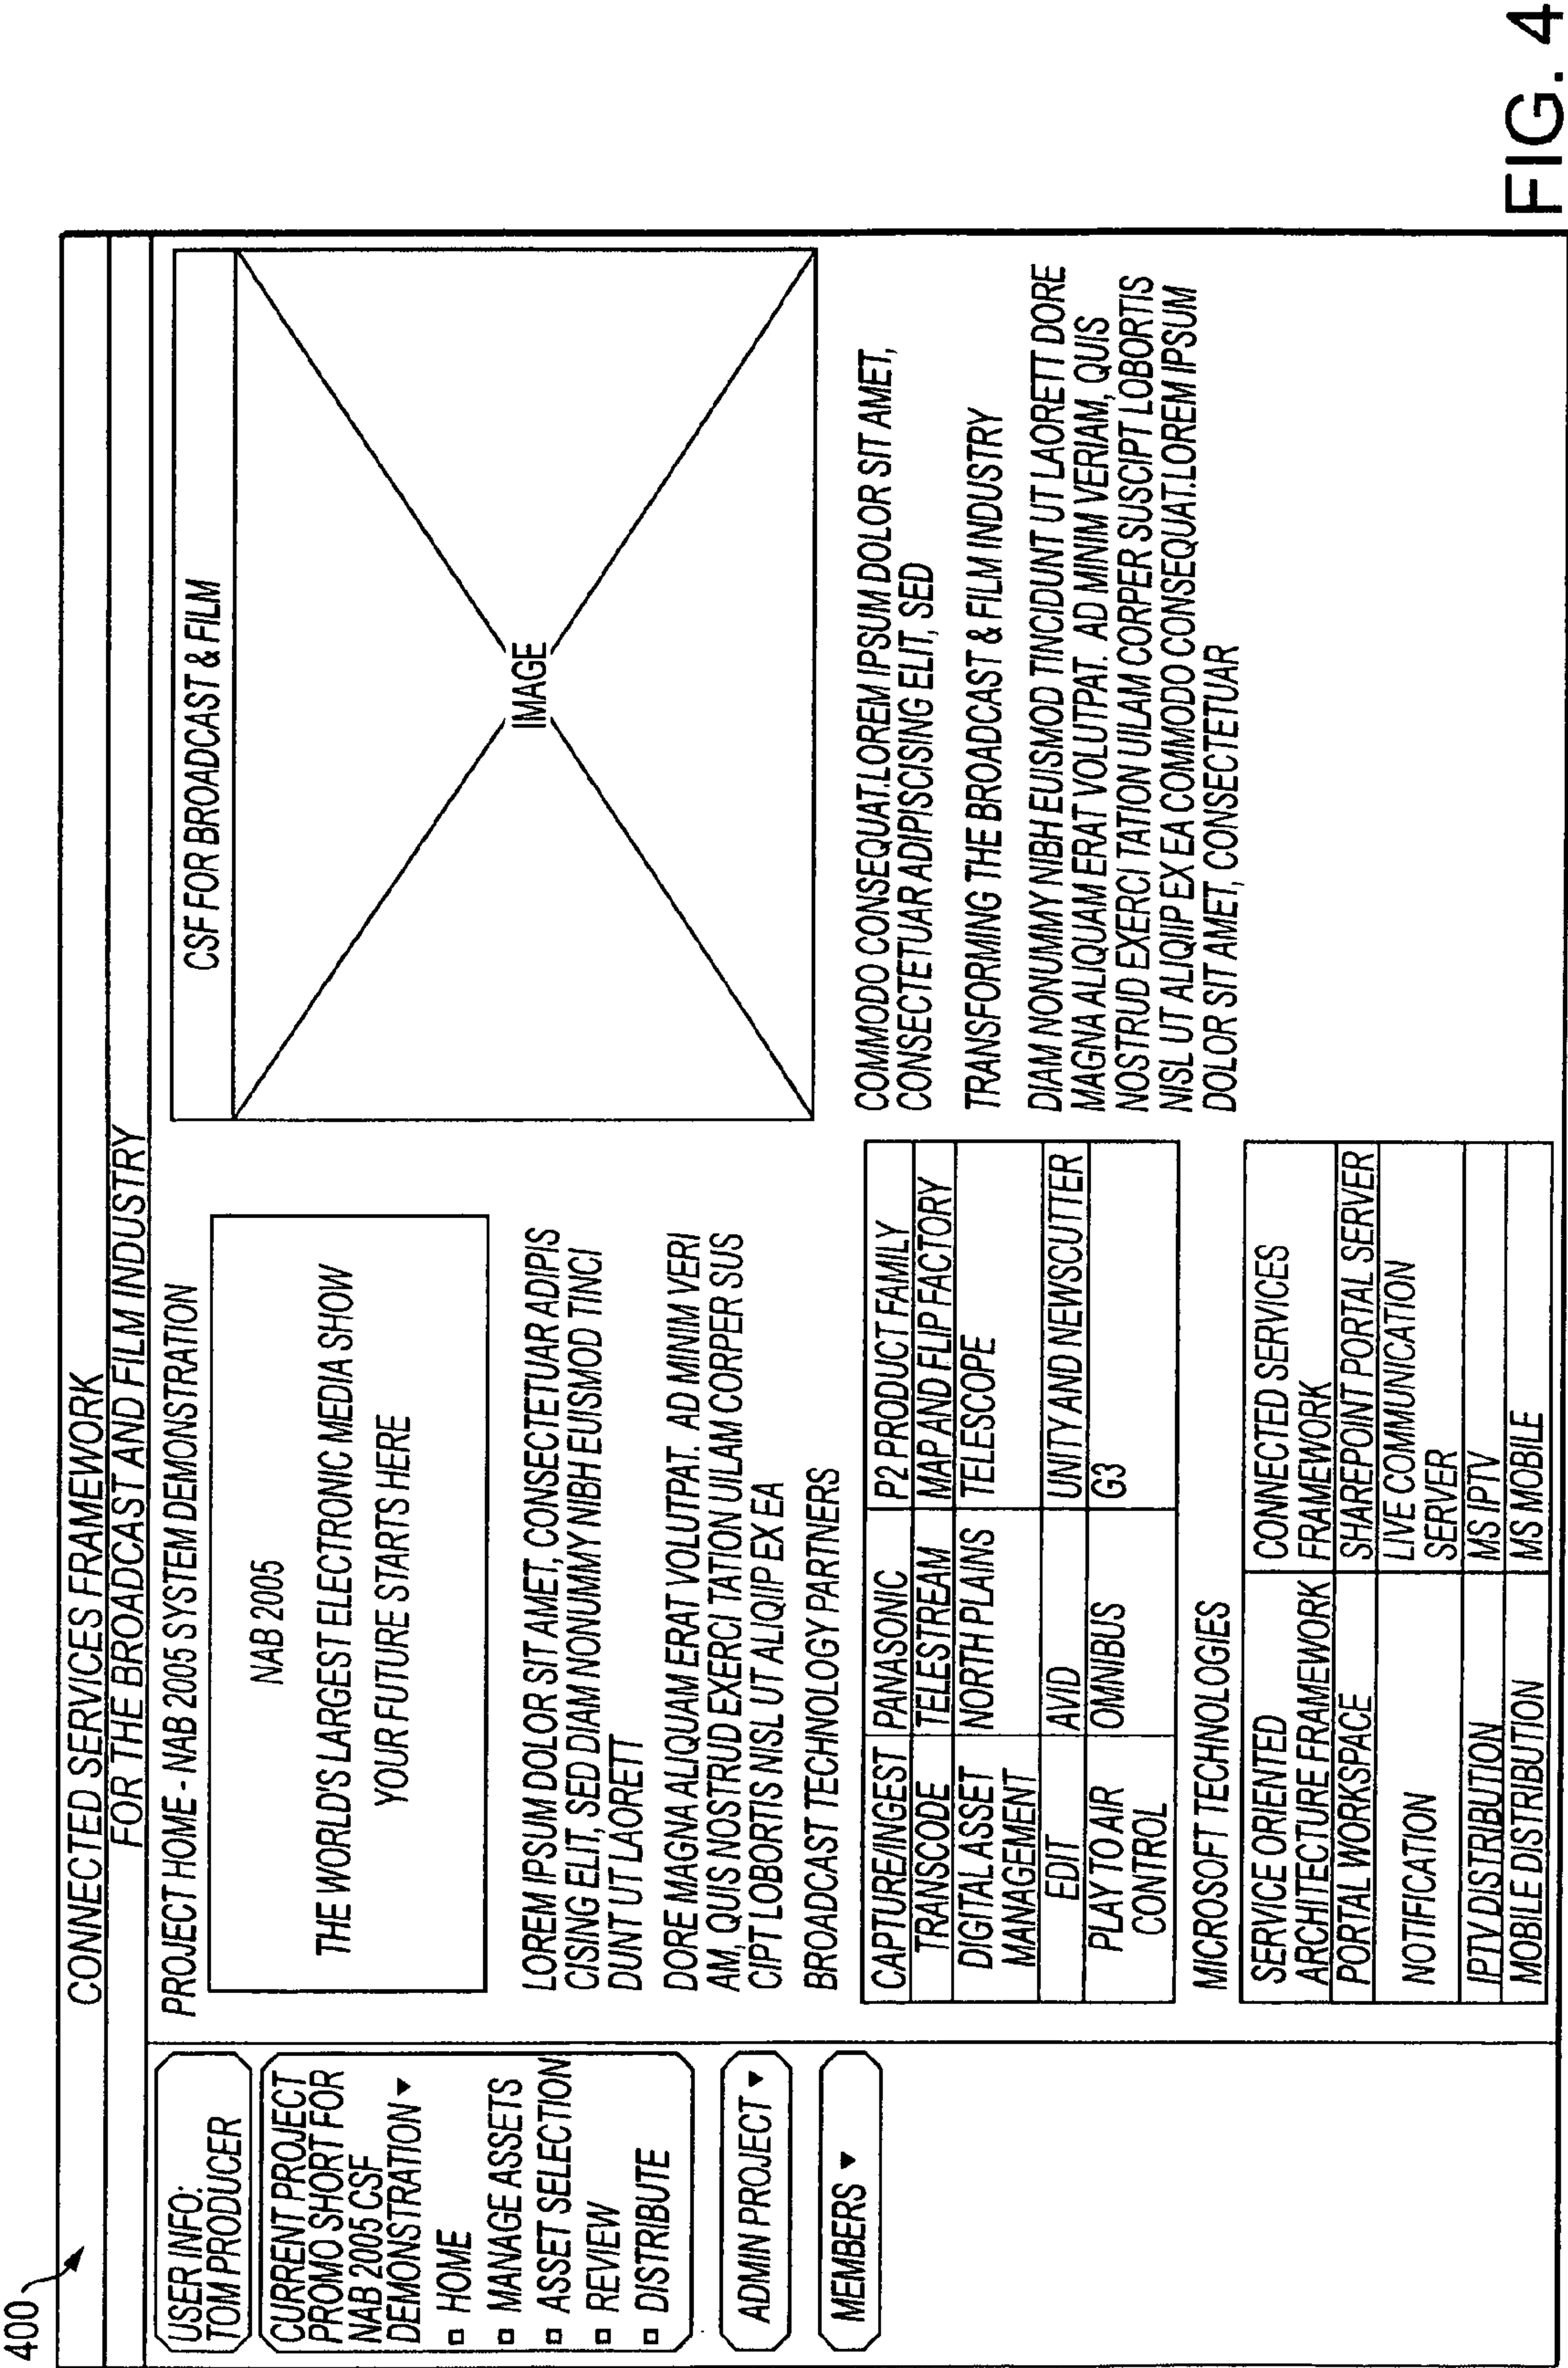 400
CONNECTED SERVICES FRAMEWORK
FOR THE BROADCAST AND FILM INDUSTRY
USER INFO:
TOM PRODUCER
CURRENT PROJECT
PROMO SHORT FOR
NAB 2005 CSF
DEMONSTRATION
HOME
MANAGE ASSETS
ASSET SELECTION
REVIEW
DISTRIBUTE
ADMIN PROJECT
MEMBERS
PROJECT HOME - NAB 2005 SYSTEM DEMONSTRATION
NAB 2005
THE WORLD'S LARGEST ELECTRONIC MEDIA SHOW
YOUR FUTURE STARTS HERE
LOREM IPSUM DOLOR SIT AMET, CONSECTETUAR ADIPIS
CISING ELIT, SED DIAM NONUMMY NIBH EUISMOD TINCI
DUNT UT LAORETT
DORE MAGNA ALIQUAM ERAT VOLUTPAT. AD MINIM VERI
AM, QUIS NOSTRUD EXERCI TATION UILAM CORPER SUS
CIPT LOBORTIS NISL UT ALIQIIP EX EA
BROADCAST TECHNOLOGY PARTNERS
CAPTURE/INGEST PANASONIC P2 PRODUCT FAMILY
TRANSCODE TELESTREAM MAP AND FLIP FACTORY
DIGITAL ASSET NORTH PLAINS TELESCOPE
MANAGEMENT
EDIT AVID UNITY AND NEWSCUTTER
PLAY TO AIR OMNIBUS G3
CONTROL
MICROSOFT TECHNOLOGIES
SERVICE ORIENTED CONNECTED SERVICES
ARCHITECTURE FRAMEWORK FRAMEWORK
PORTAL WORKSPACE SHAREPOINT PORTAL SERVER
NOTIFICATION LIVE COMMUNICATION
SERVER
IPTV DISTRIBUTION MS IPTV
MOBILE DISTRIBUTION MS MOBILE
CSF FOR BROADCAST & FILM
IMAGE
COMMODO CONSEQUAT.LOREM IPSUM DOLOR SIT AMET,
CONSECTETUAR ADIPISCISING ELIT, SED
TRANSFORMING THE BROADCAST & FILM INDUSTRY
DIAM NONUMMY NIBH EUISMOD TINCIDUNT UT LAORETT DORE
MAGNA ALIQUAM ERAT VOLUTPAT. AD MINIM VERIAM, QUIS
NOSTRUD EXERCI TATION UILAM CORPER SUSCIPT LOBORTIS
NISL UT ALIQIIP EX EA COMMODO CONSEQUAT.LOREM IPSUM
DOLOR SIT AMET, CONSECTETUAR
FIG. 4